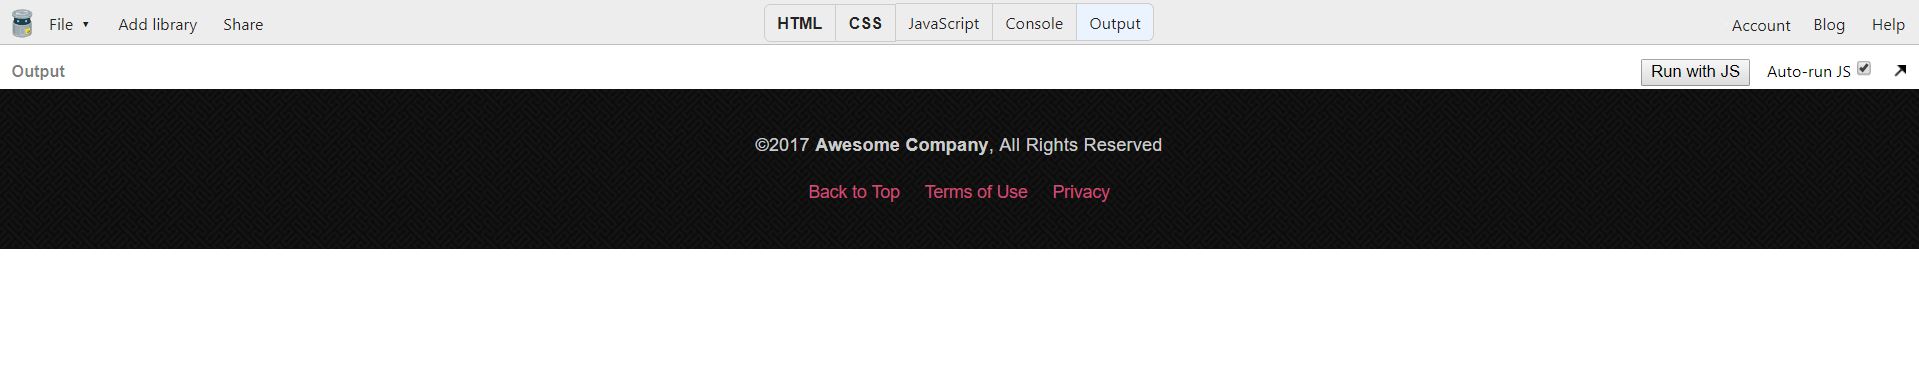 File ▾ Add library Share HTML CSS JavaScript Console Output Account Blog Help
Output Run with JS Auto-run JS
©2017 Awesome Company, All Rights Reserved
Back to Top Terms of Use Privacy